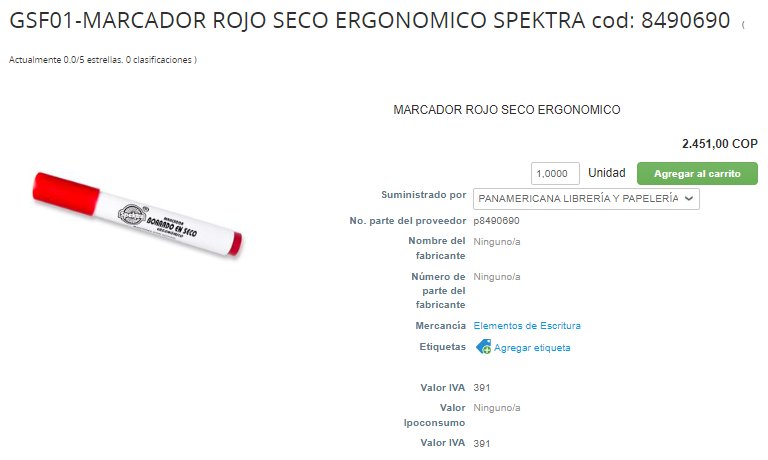 GSF01-MARCADOR ROJO SECO ERGONOMICO SPEKTRA cod: 8490690 (
Actualmente 0.0/5 estrellas. 0 clasificaciones )
MARCADOR ROJO SECO ERGONOMICO
2.451,00 COP
1,0000 Unidad Agregar al carrito
Suministrado por PANAMERICANA LIBRERÍA Y PAPELERÍA
No. parte del proveedor p8490690
Nombre del Ninguno/a
fabricante
Número de Ninguno/a
parte del
fabricante
Mercancía Elementos de Escritura
Etiquetas Agregar etiqueta
MARCADOR
BORRADO EN SECO
ERGONOMICO
Valor IVA 391
Valor Ninguno/a
Ipoconsumo
Valor IVA 391